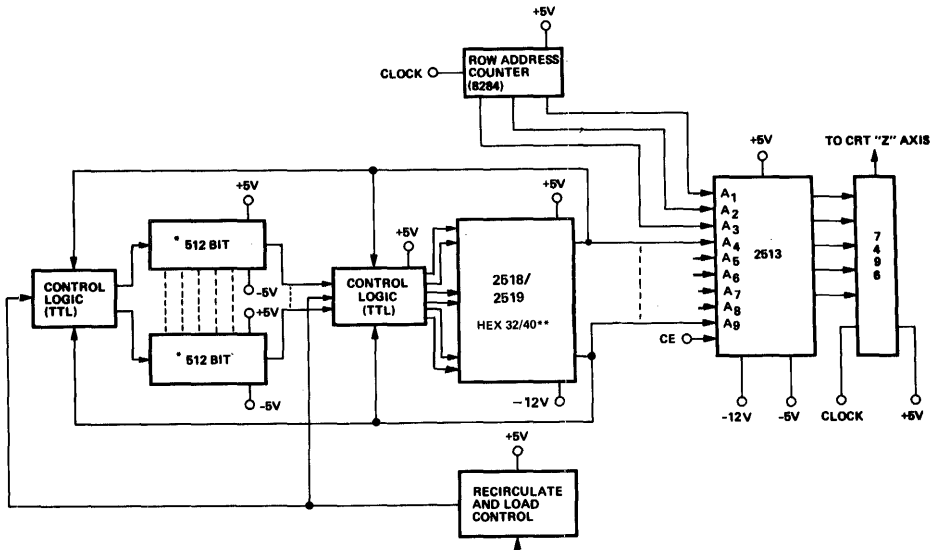 +5V
ROW ADDRESS
COUNTER
(8284)
CLOCK
+5V
TO CRT "Z" AXIS
+5V
* 512 BIT
-5V
+5V
* 512 BIT
-5V
CONTROL
LOGIC
(TTL)
+5V
CONTROL
LOGIC
(TTL)
+5V
2518/
2519
HEX 32/40**
-12V
A1
A2
A3
A4
A5
A6
A7
A8
A9
2513
CE
-12V
-5V
7
4
9
6
CLOCK
+5V
+5V
RECIRCULATE
AND LOAD
CONTROL